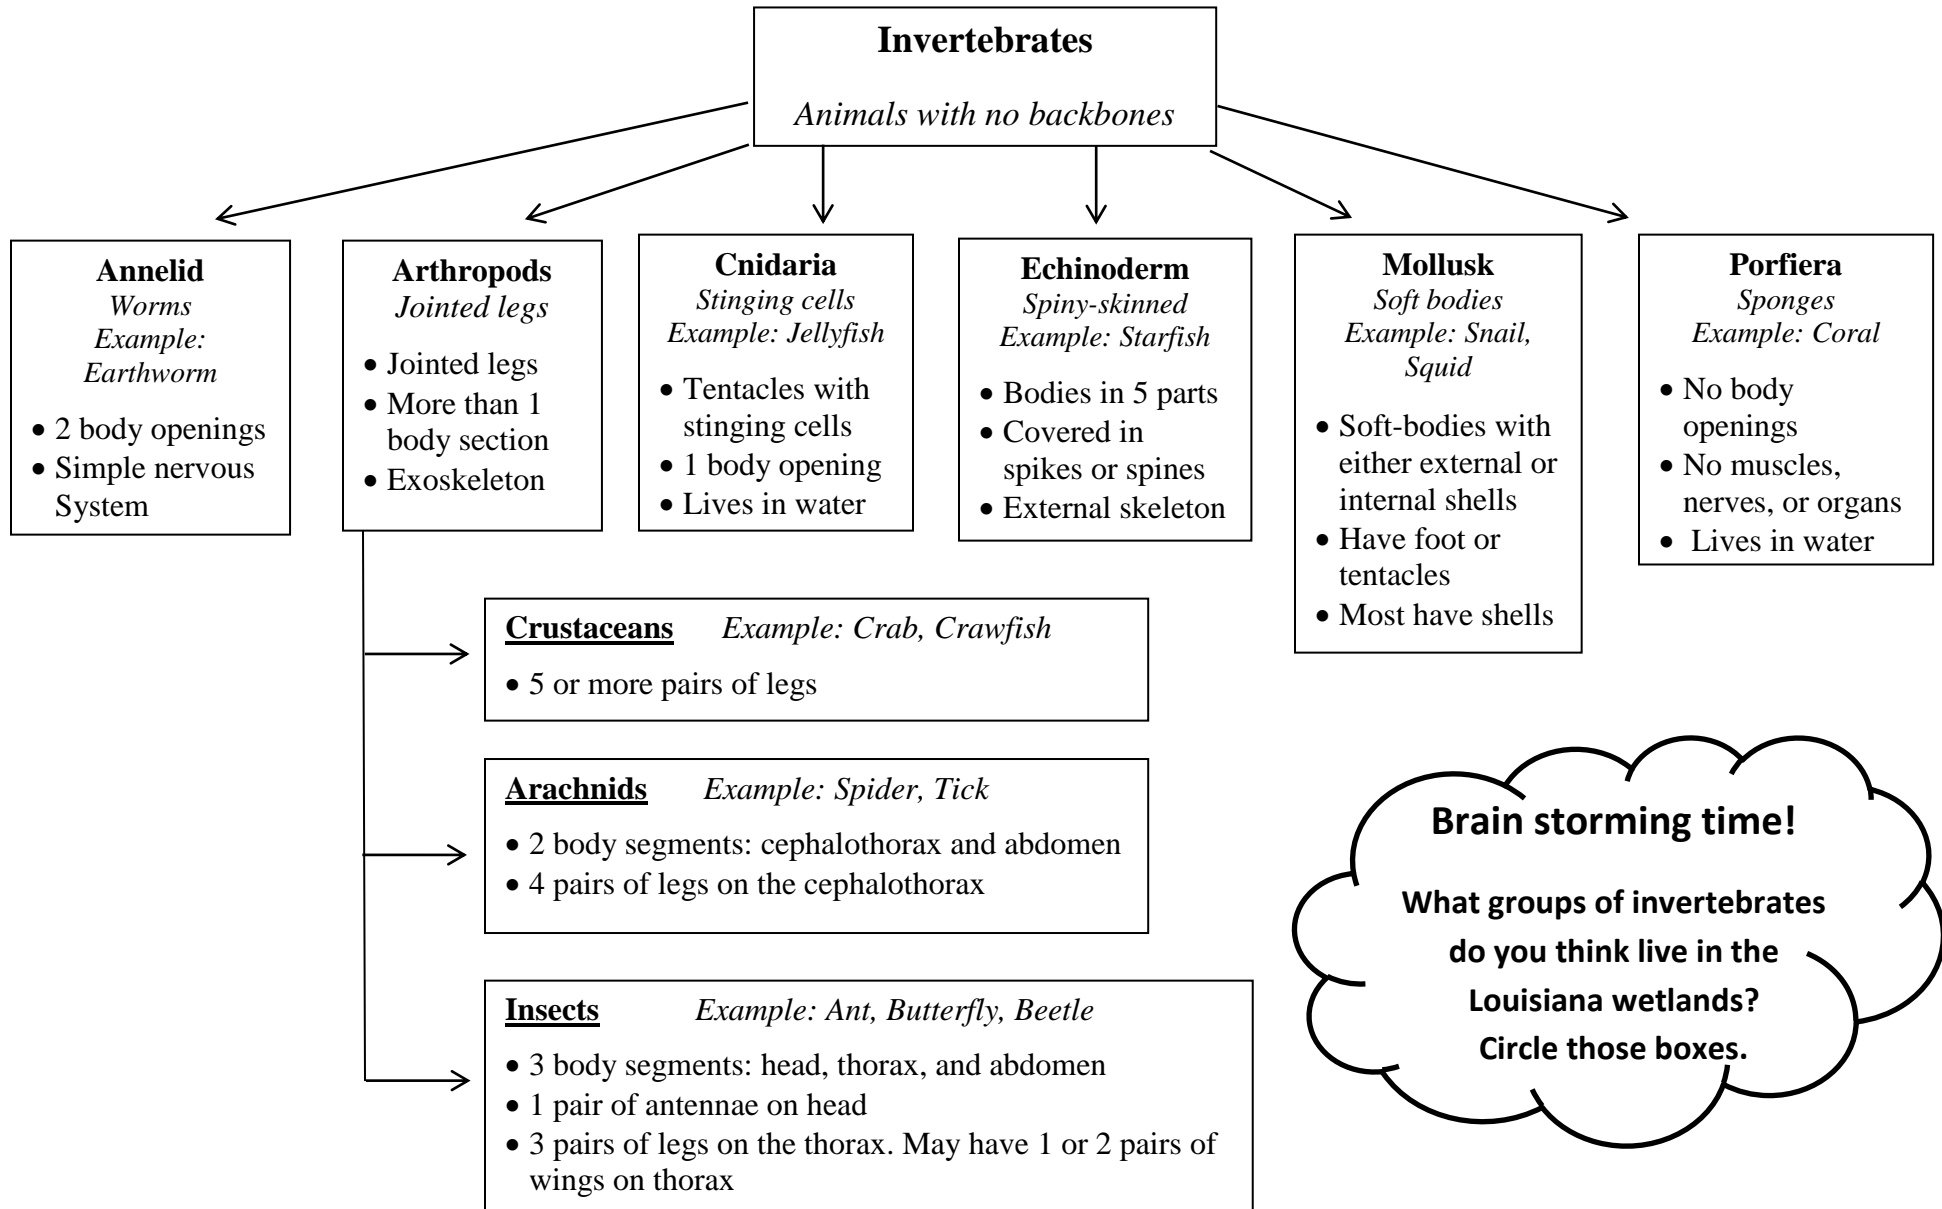 Invertebrates
Animals with no backbones
Annelid
Worms
Example:
Earthworm
• 2 body openings
• Simple nervous
System
Arthropods
Jointed legs
• Jointed legs
• More than 1
body section
• Exoskeleton
Cnidaria
Stinging cells
Example: Jellyfish
• Tentacles with
stinging cells
• 1 body opening
• Lives in water
Echinoderm
Spiny-skinned
Example: Starfish
• Bodies in 5 parts
• Covered in
spikes or spines
• External skeleton
Mollusk
Soft bodies
Example: Snail,
Squid
• Soft-bodies with
either external or
internal shells
• Have foot or
tentacles
• Most have shells
Porfiera
Sponges
Example: Coral
• No body
openings
• No muscles,
nerves, or organs
• Lives in water
Crustaceans Example: Crab, Crawfish
• 5 or more pairs of legs
Arachnids Example: Spider, Tick
• 2 body segments: cephalothorax and abdomen
• 4 pairs of legs on the cephalothorax
Insects Example: Ant, Butterfly, Beetle
• 3 body segments: head, thorax, and abdomen
• 1 pair of antennae on head
• 3 pairs of legs on the thorax. May have 1 or 2 pairs of
wings on thorax
Brain storming time!
What groups of invertebrates
do you think live in the
Louisiana wetlands?
Circle those boxes.